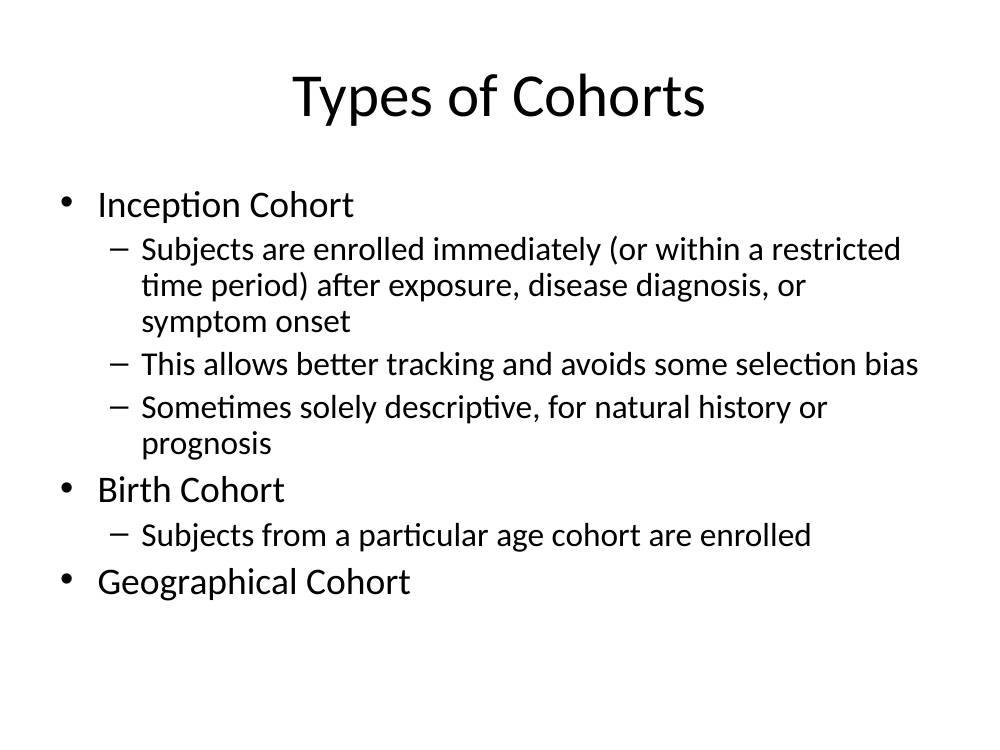 Types of Cohorts
• Inception Cohort
– Subjects are enrolled immediately (or within a restricted
time period) after exposure, disease diagnosis, or
symptom onset
– This allows better tracking and avoids some selection bias
– Sometimes solely descriptive, for natural history or
prognosis
• Birth Cohort
– Subjects from a particular age cohort are enrolled
• Geographical Cohort